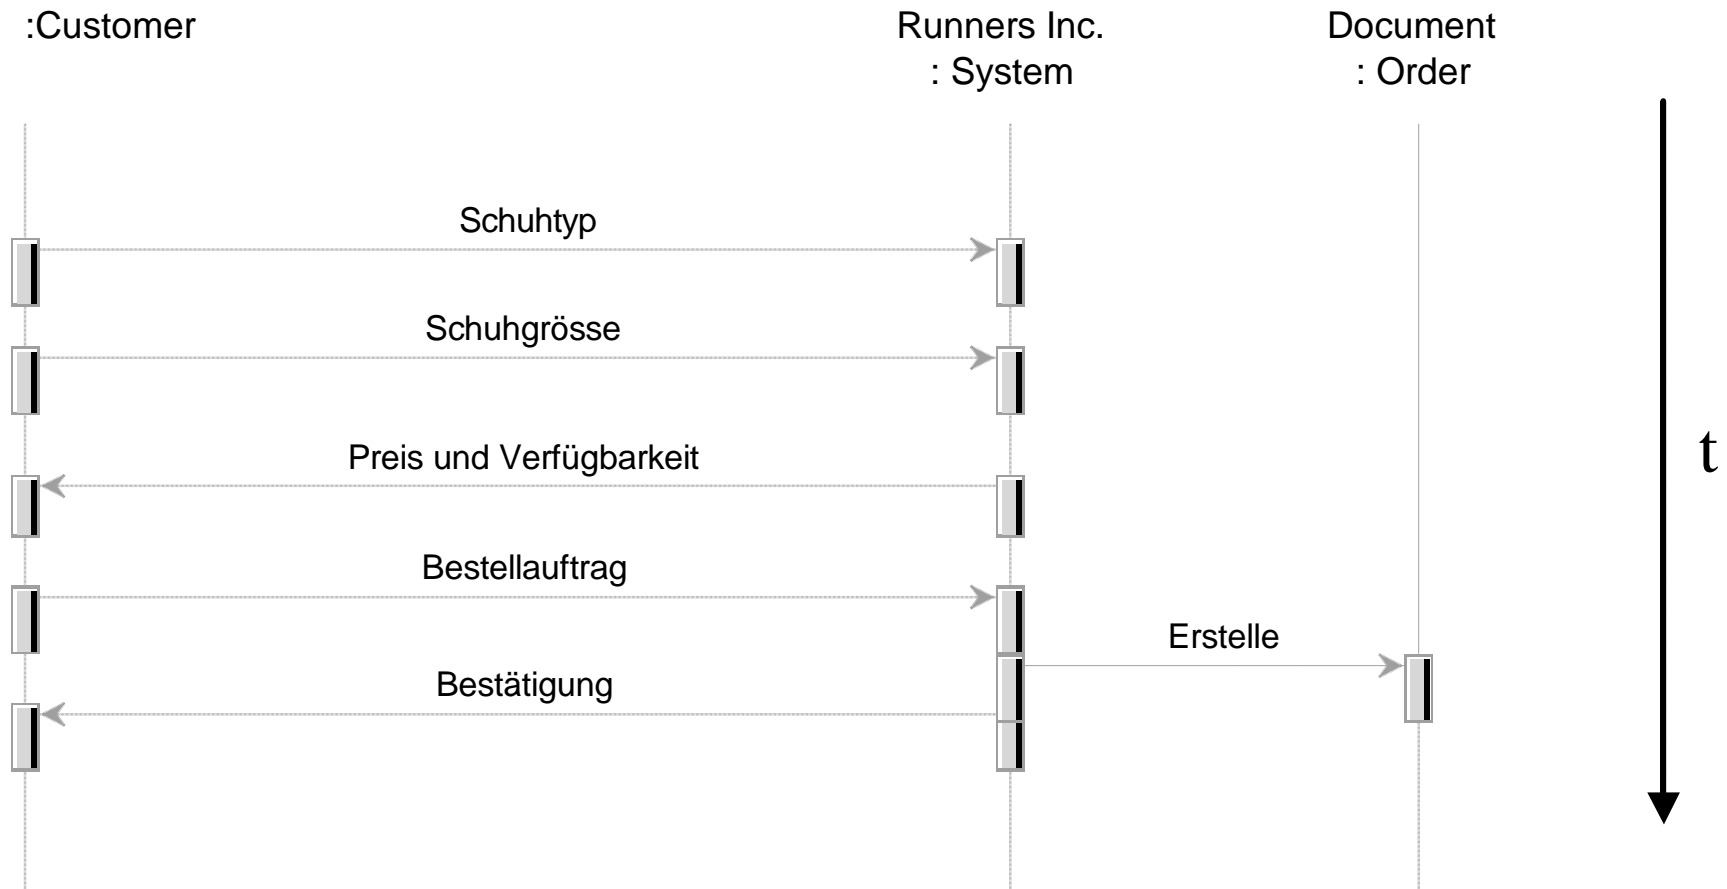 :Customer
Runners Inc.
: System
Document
: Order
Schuhtyp
Schuhgrösse
Preis und Verfügbarkeit
t
Bestellauftrag
Erstelle
Bestätigung